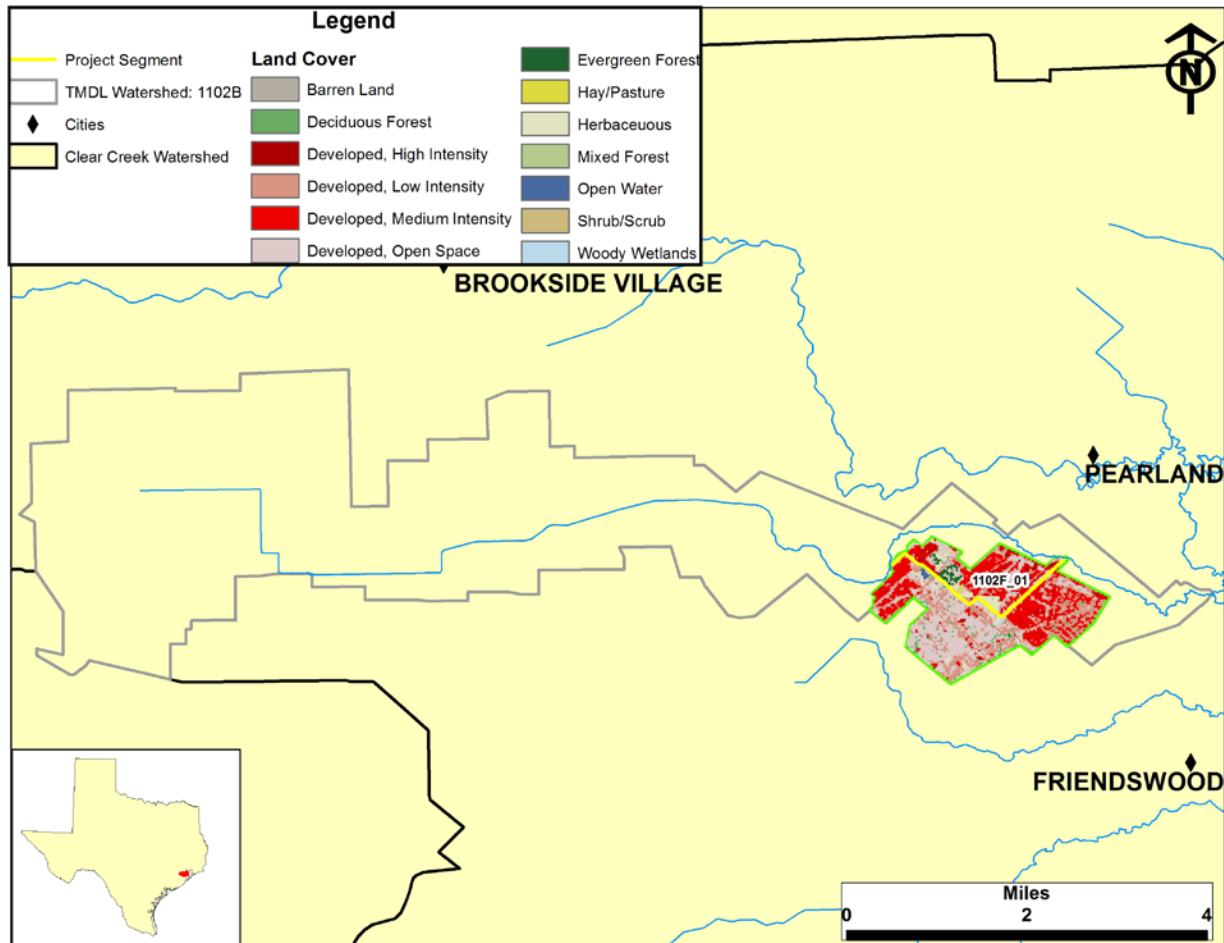 Legend
Project Segment
TMDL Watershed: 1102B
Cities
Clear Creek Watershed
Land Cover
Barren Land
Deciduous Forest
Developed, High Intensity
Developed, Low Intensity
Developed, Medium Intensity
Developed, Open Space
Evergreen Forest
Hay/Pasture
Herbaceuous
Mixed Forest
Open Water
Shrub/Scrub
Woody Wetlands
N
BROOKSIDE VILLAGE
PEARLAND
1102F_01
FRIENDSWOOD
Miles
0 2 4